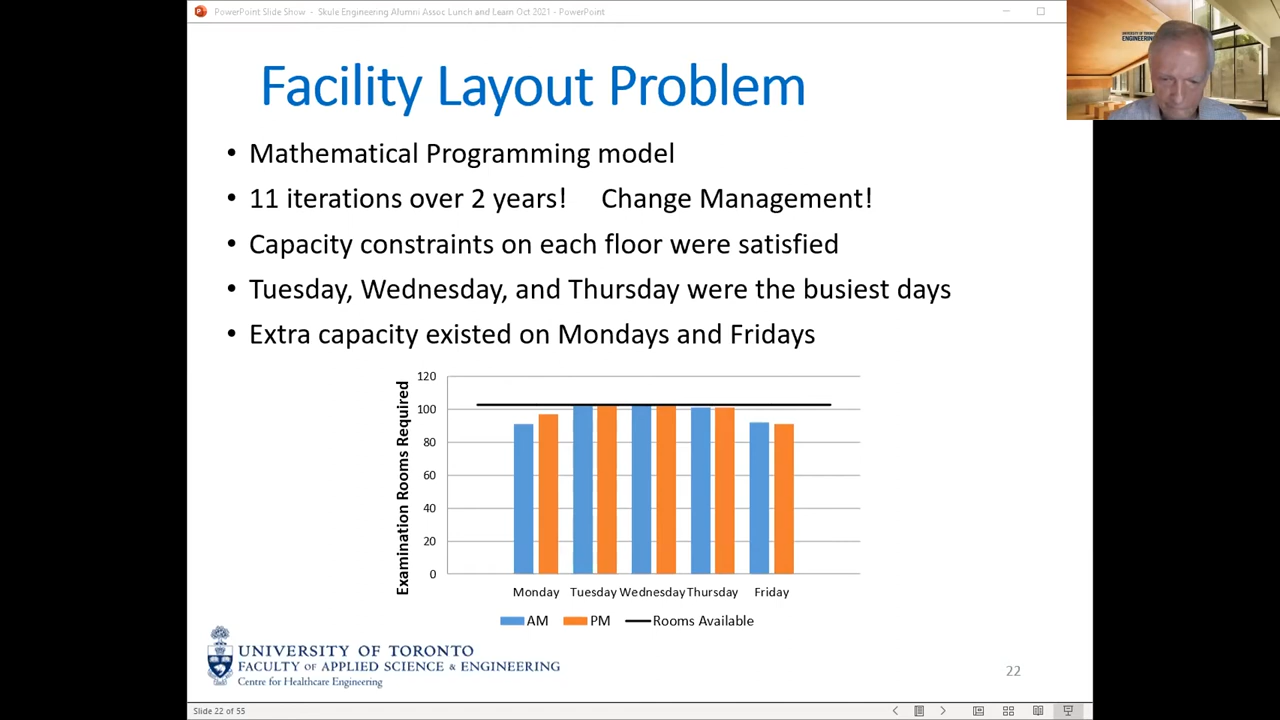 PowerPoint Slide Show - Skule Engineering Alumni Assoc Lunch and Learn Oct 2021 - PowerPoint
UNIVERSITY OF TORONTO
ENGINEERING
Facility Layout Problem
• Mathematical Programming model
• 11 iterations over 2 years! Change Management!
• Capacity constraints on each floor were satisfied
• Tuesday, Wednesday, and Thursday were the busiest days
• Extra capacity existed on Mondays and Fridays
Examination Rooms Required
120
100
80
60
40
20
0
Monday Tuesday Wednesday Thursday Friday
AM PM Rooms Available
UNIVERSITY OF TORONTO
FACULTY OF APPLIED SCIENCE & ENGINEERING
Centre for Healthcare Engineering
22
Slide 22 of 55